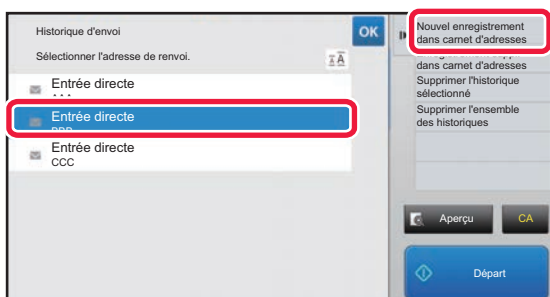 Historique d'envoi
OK
Sélectionner l'adresse de renvoi.
Entrée directe
Entrée directe
Entrée directe
CCC
Nouvel enregistrement
dans carnet d'adresses
dans carnet d'adresses
Supprimer l'historique
sélectionné
Supprimer l'ensemble
des historiques
Aperçu
CA
Départ